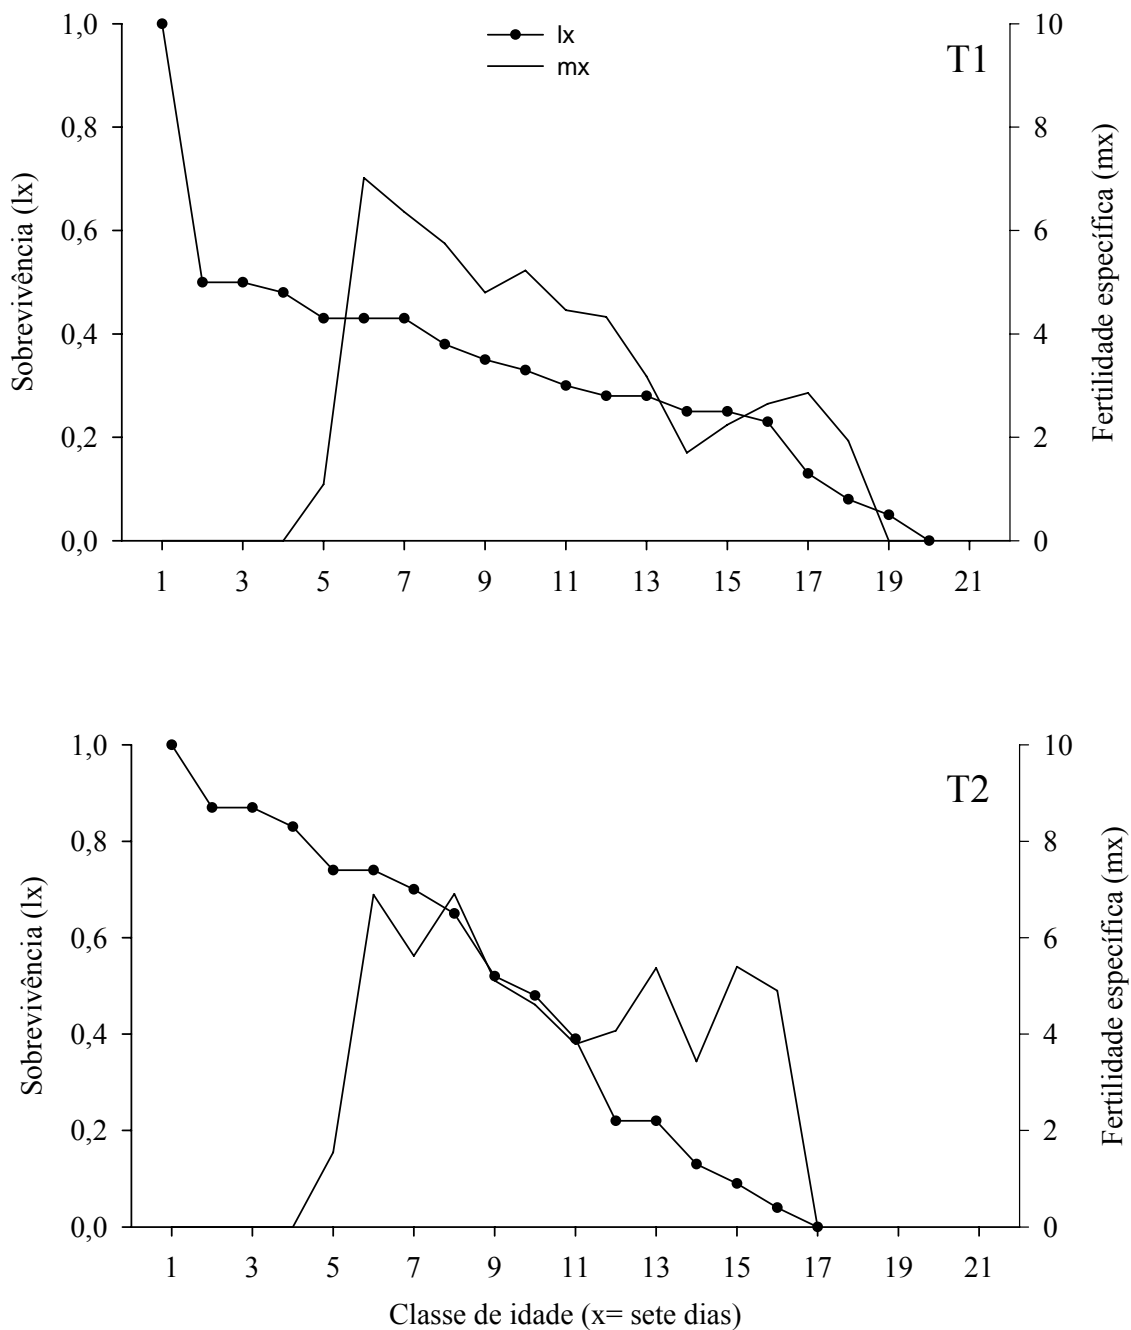 lx
mx
T1
Sobrevivência (lx)
1,0
0,8
0,6
0,4
0,2
0,0
10
8
6
4
2
0
Fertilidade específica (mx)
1 3 5 7 9 11 13 15 17 19 21
T2
Sobrevivência (lx)
1,0
0,8
0,6
0,4
0,2
0,0
10
8
6
4
2
0
Fertilidade específica (mx)
1 3 5 7 9 11 13 15 17 19 21
Classe de idade (x= sete dias)